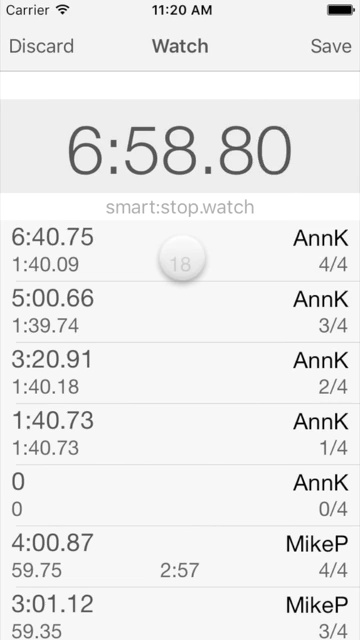 Carrier 11:20 AM
Discard Watch Save
6:58.80
smart:stop.watch
6:40.75 AnnK
1:40.09 18 4/4
5:00.66 AnnK
1:39.74 3/4
3:20.91 AnnK
1:40.18 2/4
1:40.73 AnnK
1:40.73 1/4
0 AnnK
0 0/4
4:00.87 MikeP
59.75 2:57 4/4
3:01.12 MikeP
59.35 3/4